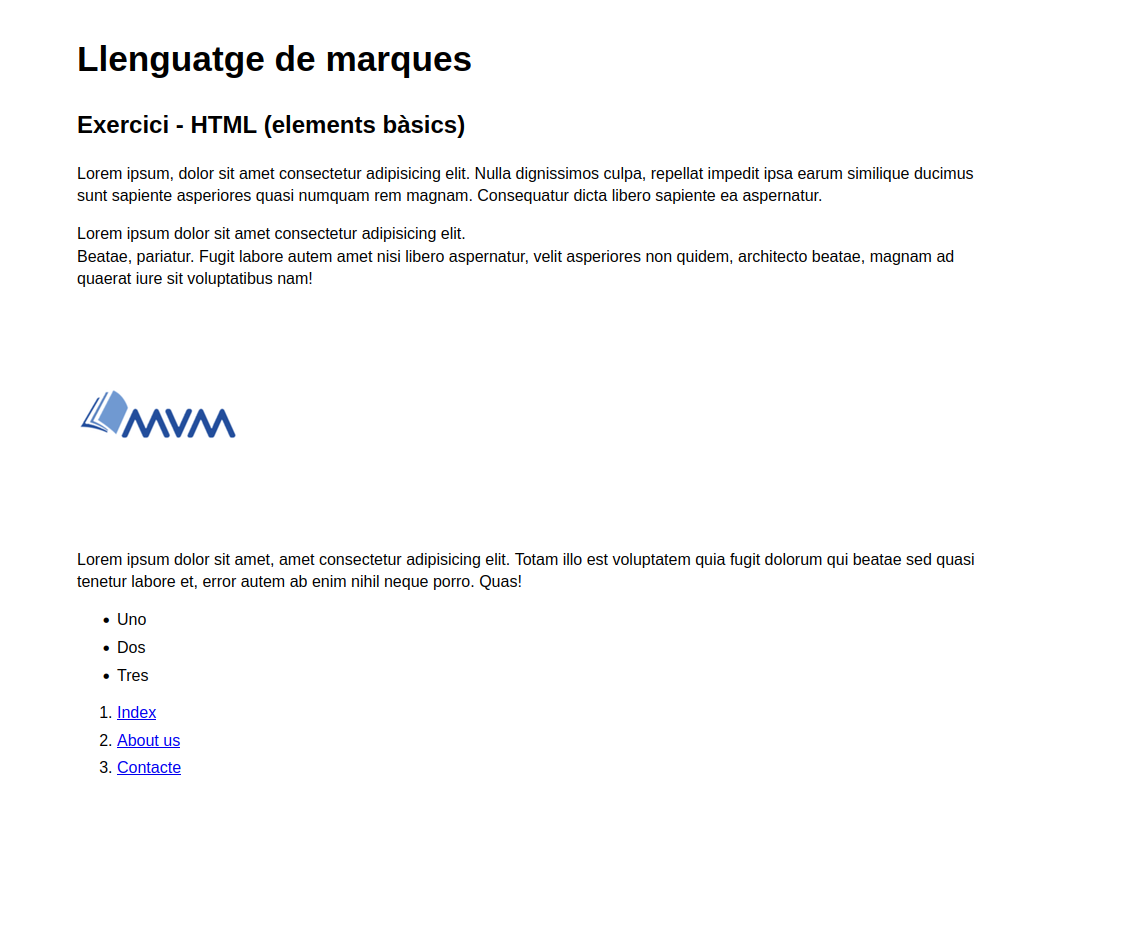 Llenguatge de marques
Exercici - HTML (elements bàsics)
Lorem ipsum, dolor sit amet consectetur adipisicing elit. Nulla dignissimos culpa, repellat impedit ipsa earum similique ducimus
sunt sapiente asperiores quasi numquam rem magnam. Consequatur dicta libero sapiente ea aspernatur.
Lorem ipsum dolor sit amet consectetur adipisicing elit.
Beatae, pariatur. Fugit labore autem amet nisi libero aspernatur, velit asperiores non quidem, architecto beatae, magnam ad
quaerat iure sit voluptatibus nam!
MVM
Lorem ipsum dolor sit amet, amet consectetur adipisicing elit. Totam illo est voluptatem quia fugit dolorum qui beatae sed quasi
tenetur labore et, error autem ab enim nihil neque porro. Quas!
• Uno
• Dos
• Tres
1. Index
2. About us
3. Contacte